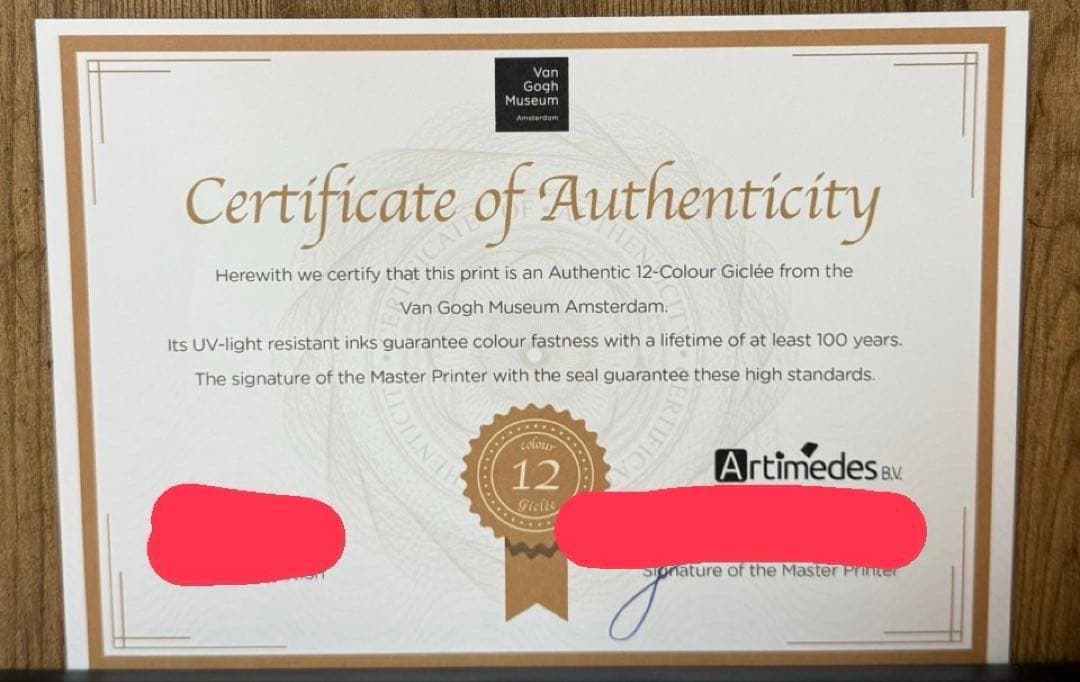 Van
Gogh
Museum
Amsterdam
Certificate of Authenticity
Herewith we certify that this print is an Authentic 12-Colour Giclée from the
Van Gogh Museum Amsterdam.
Its UV-light resistant inks guarantee colour fastness with a lifetime of at least 100 years.
The signature of the Master Printer with the seal guarantee these high standards.
colour
12
Giclée
Artimedes B.V.
Signature of the Master Printer